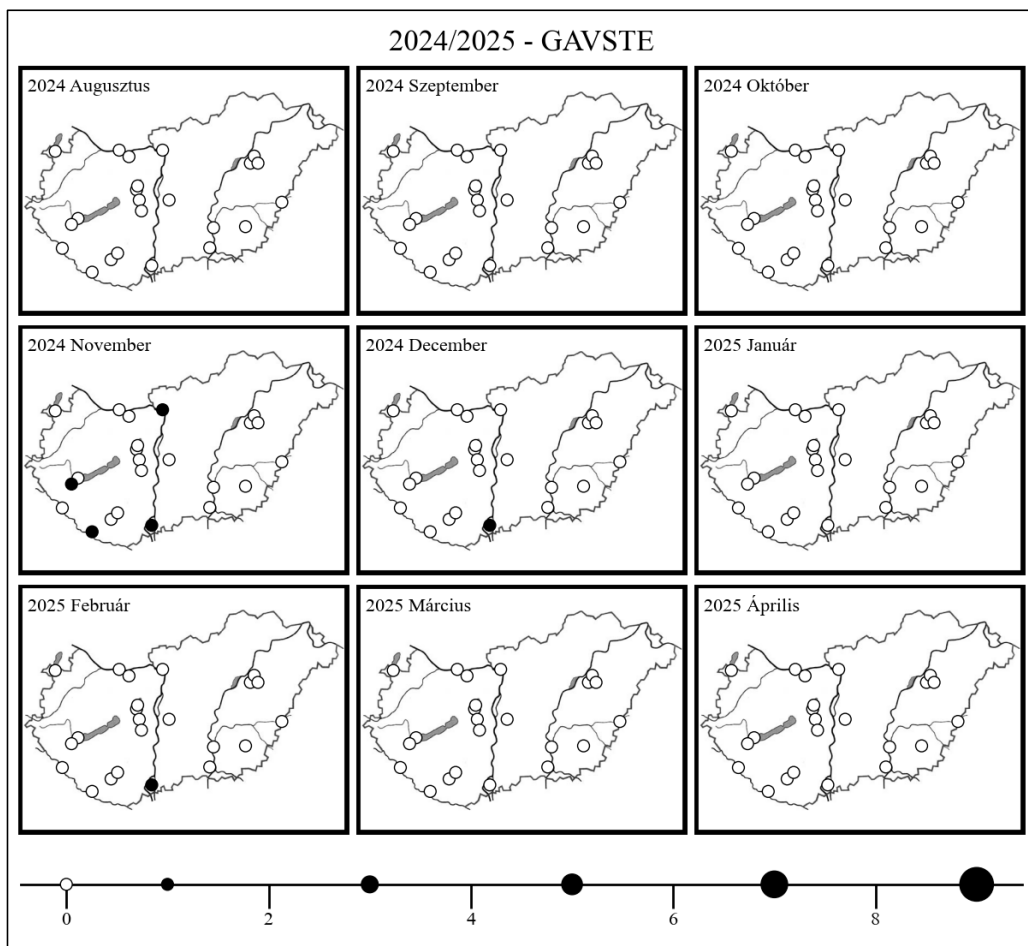 2024/2025 - GAVSTE
2024 Augusztus
2024 Szeptember
2024 Október
2024 November
2024 December
2025 Január
2025 Február
2025 Március
2025 Április
0 2 4 6 8